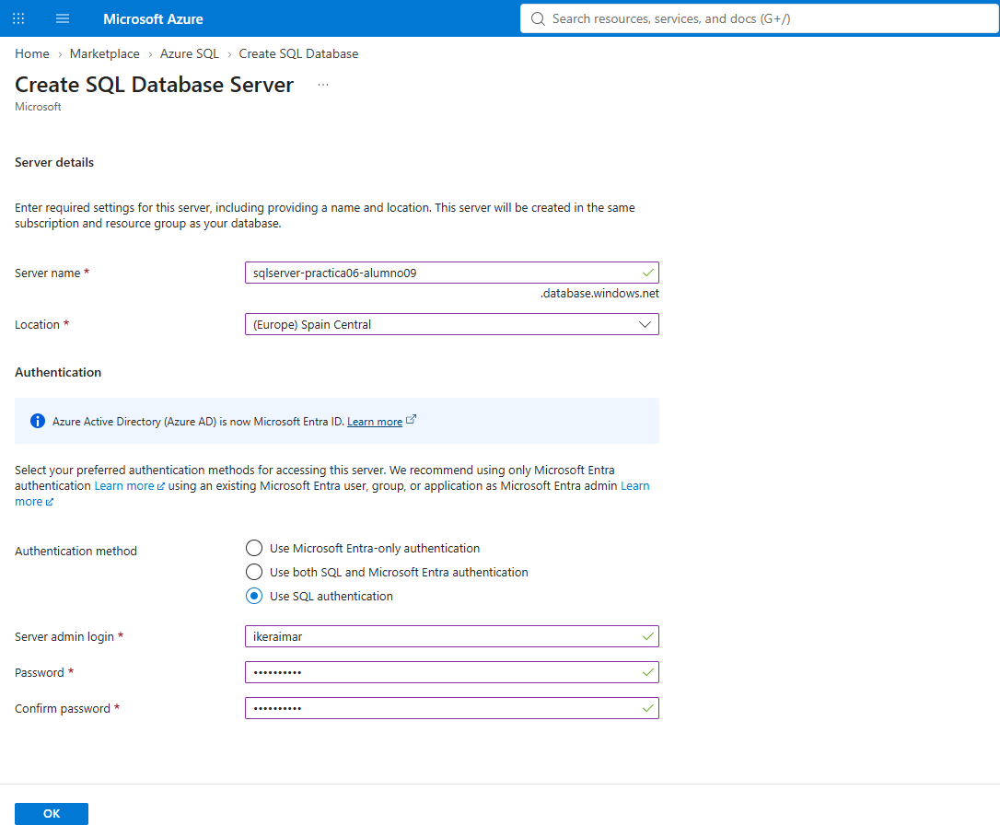 Microsoft Azure
Search resources, services, and docs (G+/)
Home > Marketplace > Azure SQL > Create SQL Database
Create SQL Database Server ...
Microsoft
Server details
Enter required settings for this server, including providing a name and location. This server will be created in the same
subscription and resource group as your database.
Server name *
sqlserver-practica06-alumno09
.database.windows.net
Location *
(Europe) Spain Central
Authentication
Azure Active Directory (Azure AD) is now Microsoft Entra ID. Learn more
Select your preferred authentication methods for accessing this server. We recommend using only Microsoft Entra
authentication Learn more using an existing Microsoft Entra user, group, or application as Microsoft Entra admin Learn
more
Authentication method
Use Microsoft Entra-only authentication
Use both SQL and Microsoft Entra authentication
Use SQL authentication
Server admin login *
ikeraimar
Password *
••••••••••
Confirm password *
••••••••••
OK